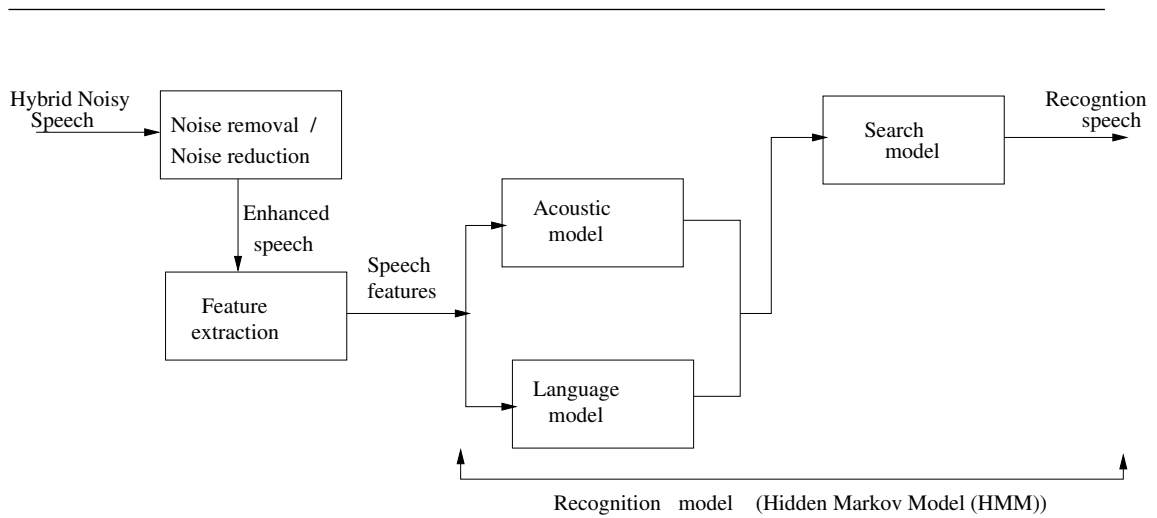 Hybrid Noisy
Speech
Noise removal /
Noise reduction
Enhanced
speech
Feature
extraction
Speech
features
Acoustic
model
Language
model
Search
model
Recogntion
speech
Recognition model (Hidden Markov Model (HMM))